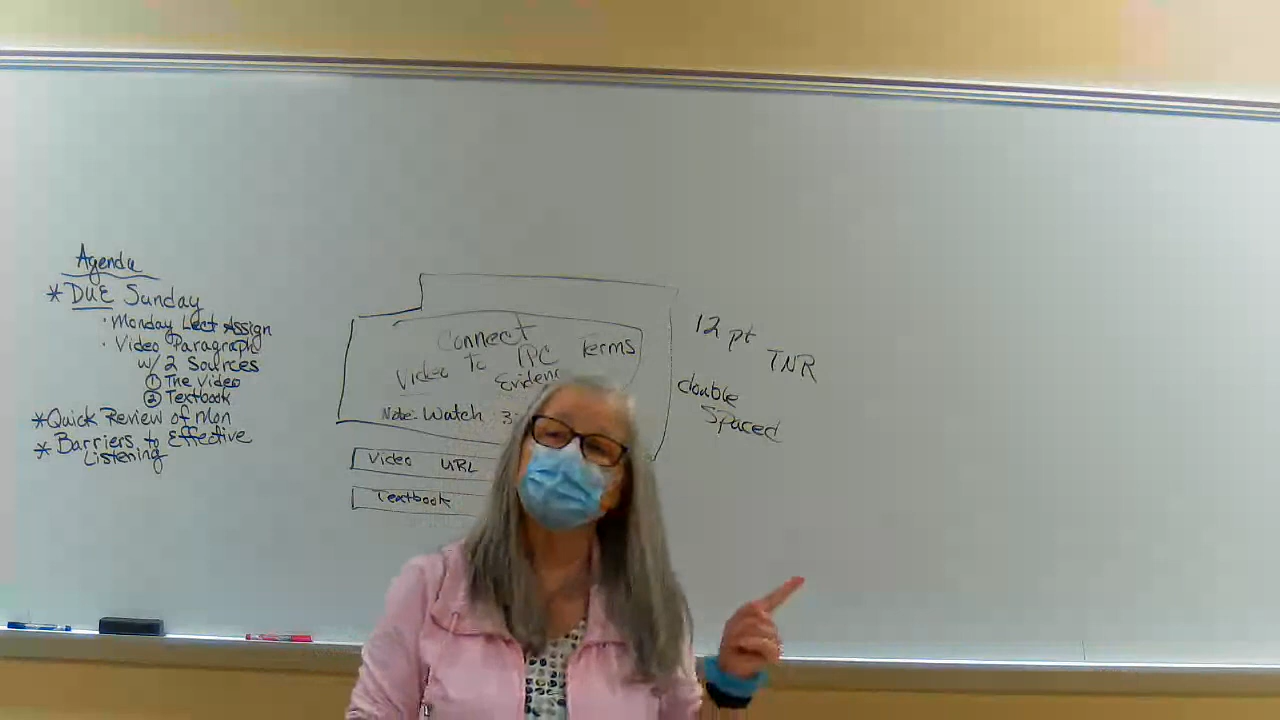 Agenda
* DUE Sunday
· Monday Lect Assign
· Video Paragraph
w/ 2 Sources
① The Video
② Textbook
* Quick Review of Mon
* Barriers to Effective
Listening
Connect
Video To IPC Terms
Note: Watch 3:
Video URL
Textbook
12 pt
TNR
double
Spaced